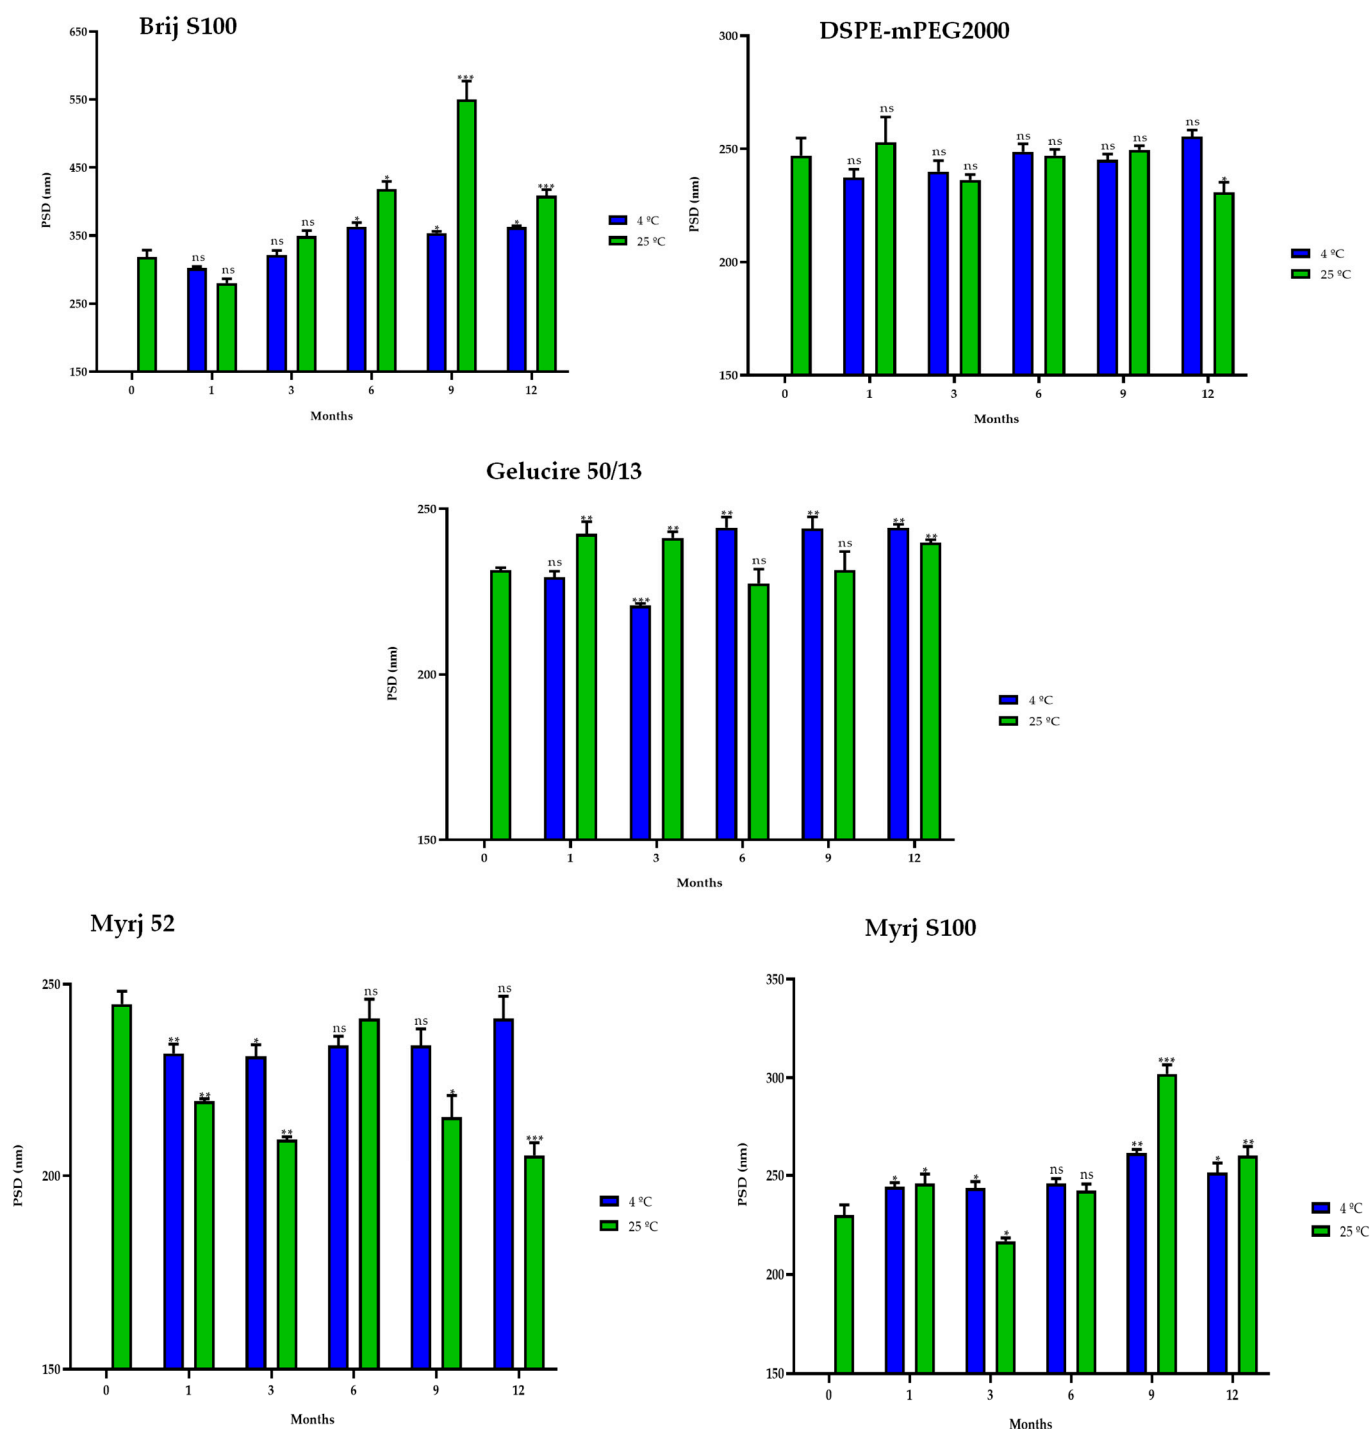 Brij S100
650
550
450
350
250
150
PSD (nm)
ns
ns
ns
ns
*
*
*
***
*
***
0 1 3 6 9 12
Months
4 ºC
25 ºC
DSPE-mPEG2000
300
250
200
150
PSD (nm)
ns
ns
ns
ns
ns
ns
ns
ns
ns
*
0 1 3 6 9 12
Months
4 ºC
25 ºC
Gelucire 50/13
250
200
150
PSD (nm)
ns
**
***
**
**
ns
**
ns
**
**
0 1 3 6 9 12
Months
4 ºC
25 ºC
Myrj 52
250
200
150
PSD (nm)
**
**
*
**
ns
ns
ns
*
ns
***
0 1 3 6 9 12
Months
4 ºC
25 ºC
Myrj S100
350
300
250
200
150
PSD (nm)
*
*
*
*
ns
ns
**
***
*
**
0 1 3 6 9 12
Months
4 ºC
25 ºC